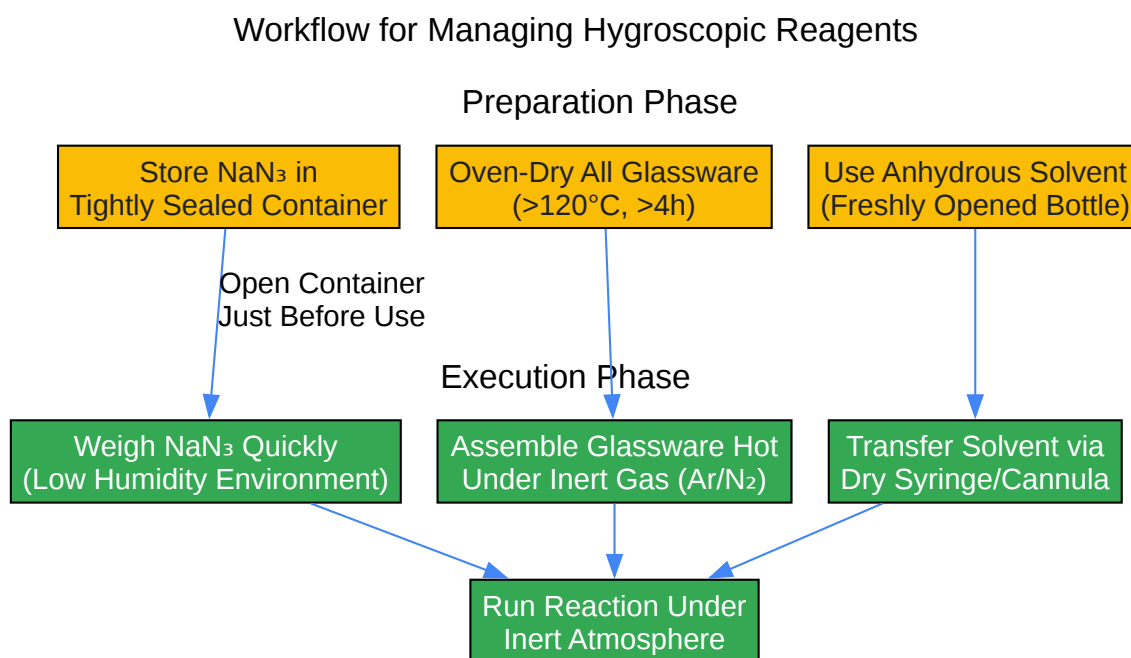 Workflow for Managing Hygroscopic Reagents
Preparation Phase
Store NaN₃ in
Tightly Sealed Container
Oven-Dry All Glassware
(>120°C, >4h)
Use Anhydrous Solvent
(Freshly Opened Bottle)
Open Container
Just Before Use
Execution Phase
Weigh NaN₃ Quickly
(Low Humidity Environment)
Assemble Glassware Hot
Under Inert Gas (Ar/N₂)
Transfer Solvent via
Dry Syringe/Cannula
Run Reaction Under
Inert Atmosphere